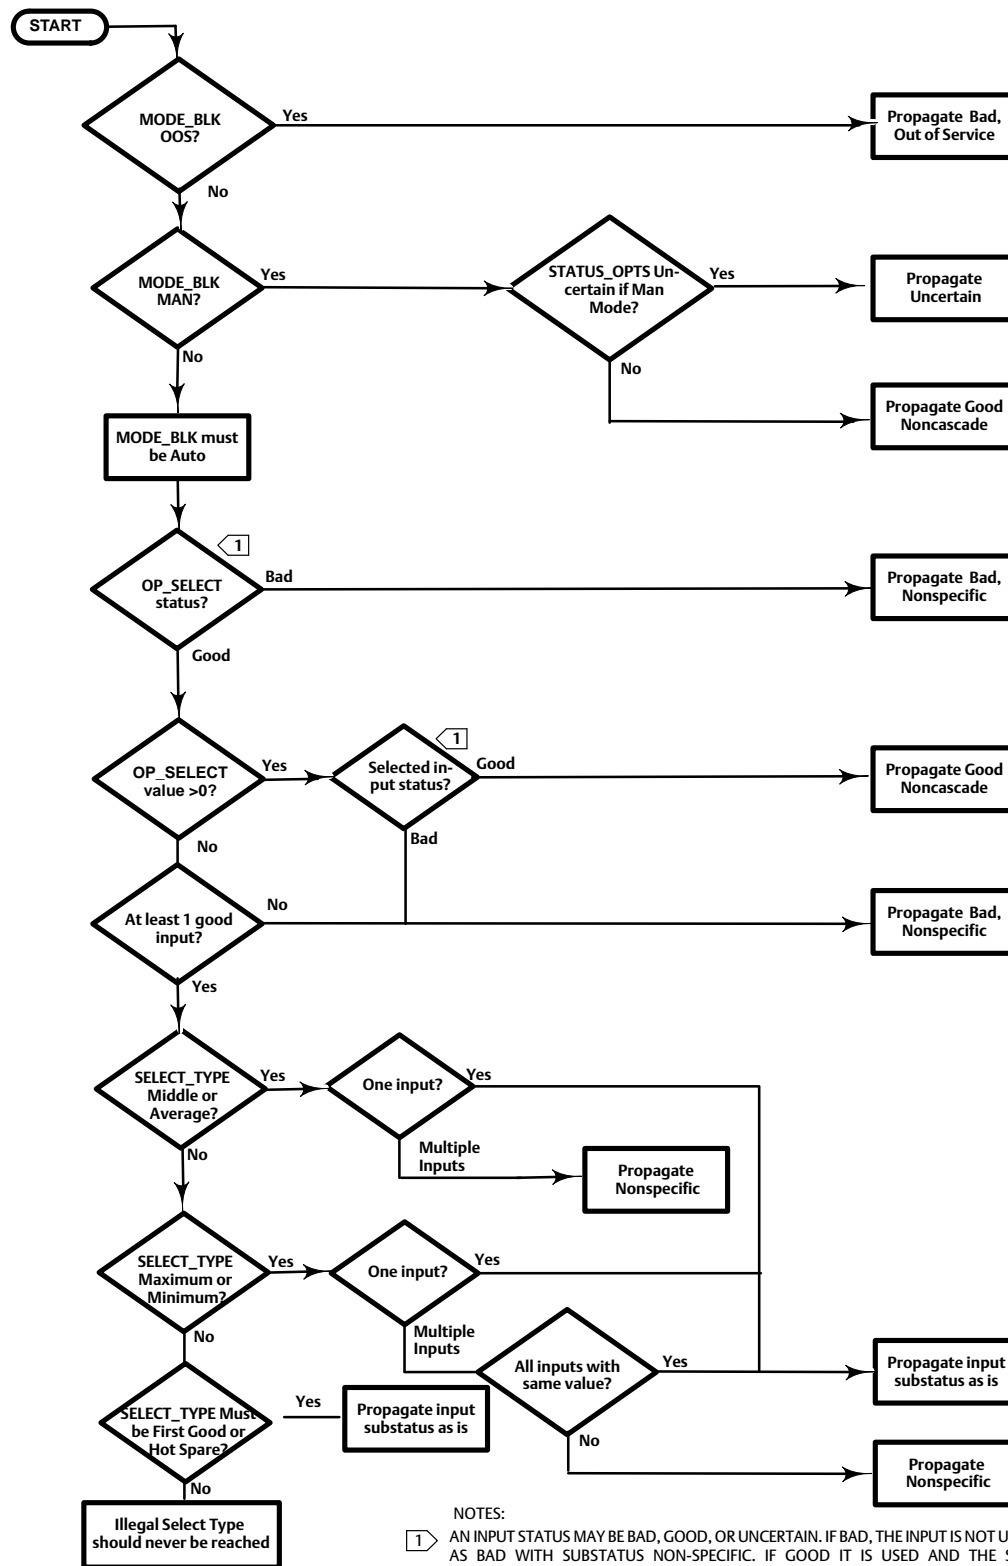 START
MODE_BLK
OOS?
Yes
Propagate Bad,
Out of Service
No
MODE_BLK
MAN?
Yes
STATUS_OPTS Un-
certain if Man
Mode?
Yes
Propagate
Uncertain
No
No
Propagate Good
Noncascade
MODE_BLK must
be Auto
1
OP_SELECT
status?
Bad
Propagate Bad,
Nonspecific
Good
OP_SELECT
value >0?
Yes
1
Selected in-
put status?
Good
Propagate Good
Noncascade
Bad
No
At least 1 good
input?
No
Propagate Bad,
Nonspecific
Yes
SELECT_TYPE
Middle or
Average?
Yes
One input?
Yes
Multiple
Inputs
Propagate
Nonspecific
No
SELECT_TYPE
Maximum or
Minimum?
Yes
One input?
Yes
Multiple
Inputs
All inputs with
same value?
Yes
Propagate input
substatus as is
No
SELECT_TYPE Must
be First Good or
Hot Spare?
Yes
Propagate input
substatus as is
No
Propagate
Nonspecific
No
Illegal Select Type
should never be reached
NOTES:
1 AN INPUT STATUS MAY BE BAD, GOOD, OR UNCERTAIN. IF BAD, THE INPUT IS NOT
AS BAD WITH SUBSTATUS NON-SPECIFIC. IF GOOD IT IS USED AND THE